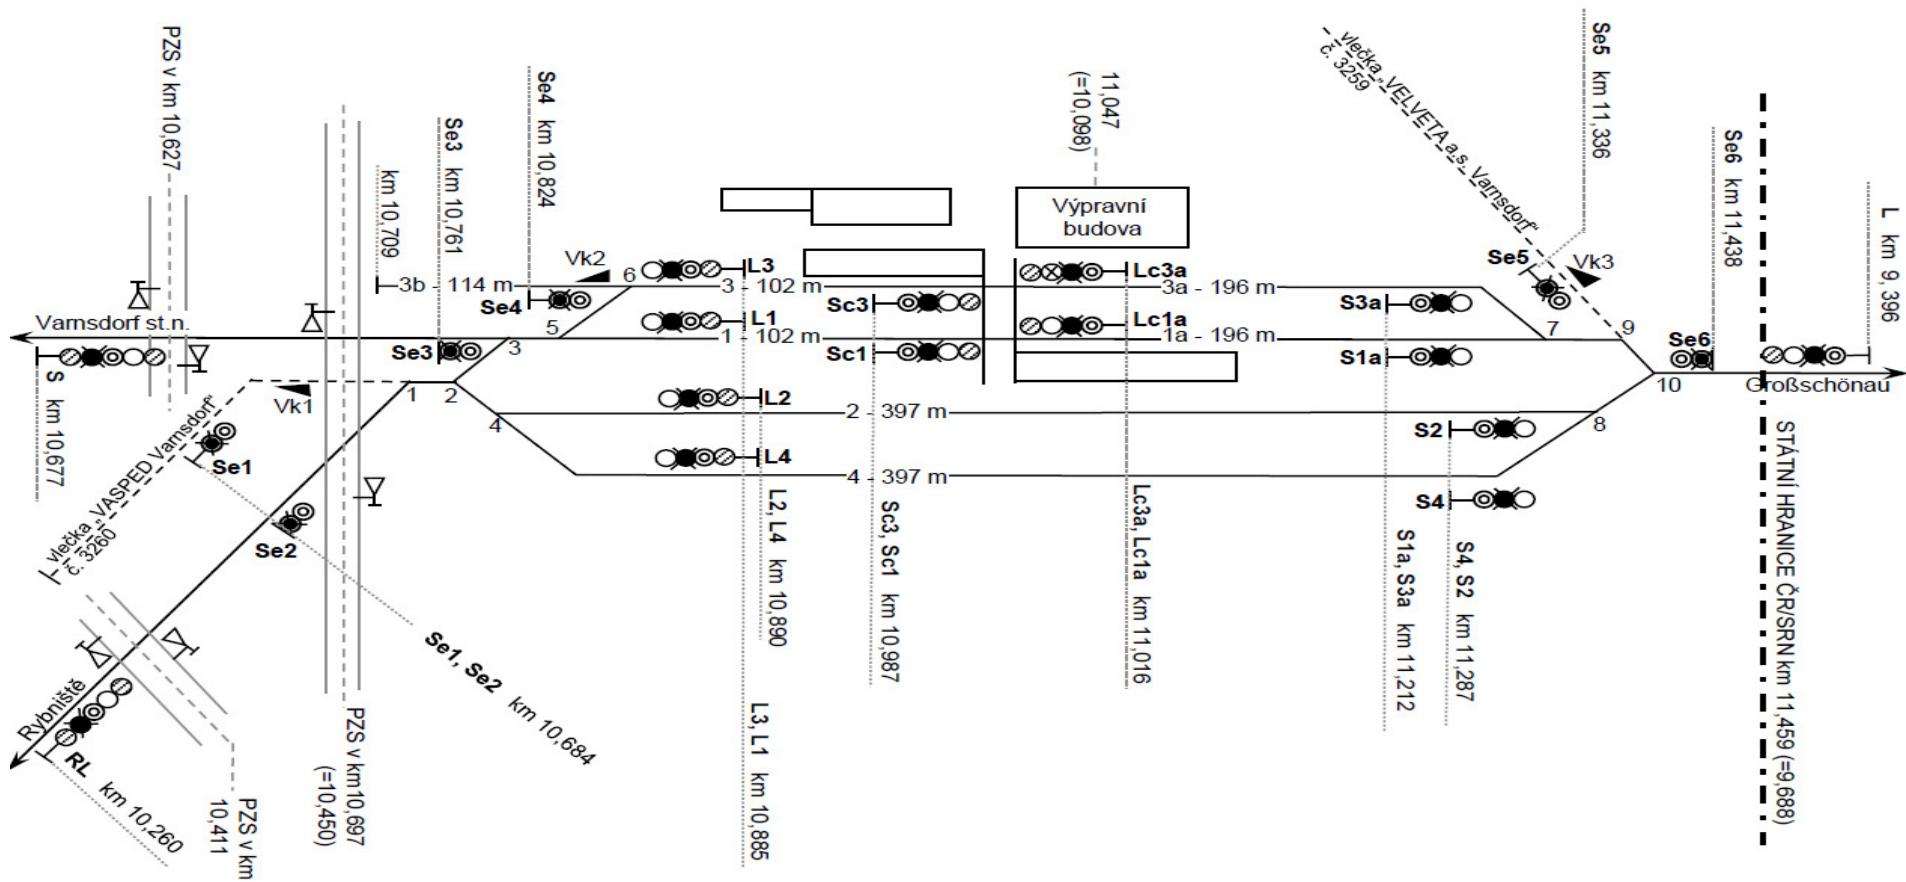 PZS v km 10,627
Se3 km 10,761
km 10,709
Se4 km 10,824
11,047
(=10,098)
Výpravní
budova
vlečka „VELVETA a.s. Varnsdorf“
č. 3259
Se5 km 11,336
Se6 km 11,438
L km 9,396
Vk2
6
L3
Lc3a
Se5
Vk3
3b - 114 m
Se4
3 - 102 m
Sc3
3a - 196 m
S3a
Varnsdorf st.n.
L1
Lc1a
5
1 - 102 m
1a - 196 m
7
9
Se3
3
Sc1
S1a
Se6
S km 10,677
Großschönau
10
Vk1
1
2
L2
4
2 - 397 m
S2
8
vlečka „VASPED Varnsdorf“
č. 3260
Se1
L4
4 - 397 m
S4
Se2
Rybniště
RL km 10,260
PZS v km
10,411
PZS v km10,697
(=10,450)
Se1, Se2 km 10,684
L2, L4 km 10,890
L3, L1 km 10,885
Sc3, Sc1 km 10,987
Lc3a, Lc1a km 11,016
S1a, S3a km 11,212
S4, S2 km 11,287
STÁTNÍ HRANICE ČR/SRN km 11,459 (=9,688)